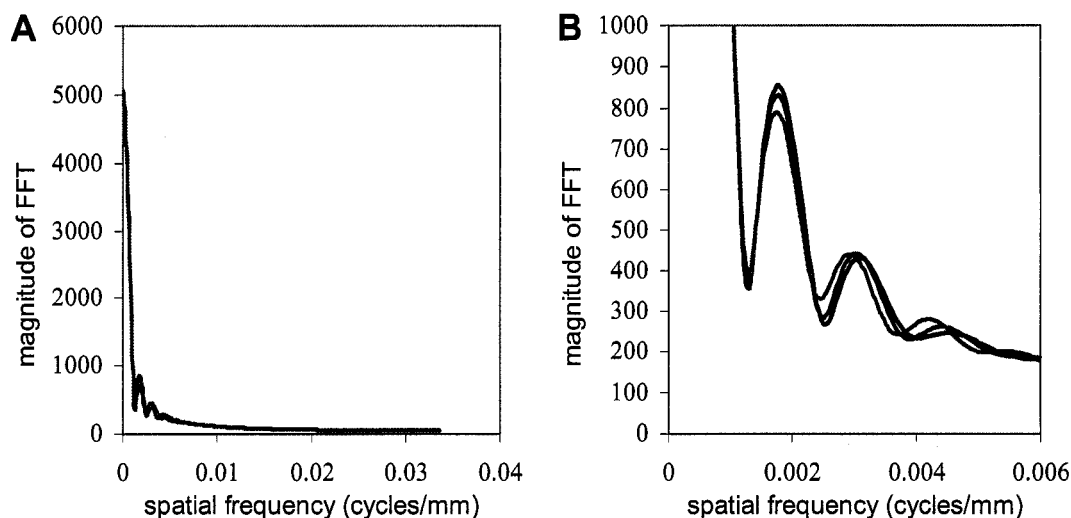 A
6000
5000
4000
3000
2000
1000
0
magnitude of FFT
0 0.01 0.02 0.03 0.04
spatial frequency (cycles/mm)
B
1000
900
800
700
600
500
400
300
200
100
0
magnitude of FFT
0 0.002 0.004 0.006
spatial frequency (cycles/mm)